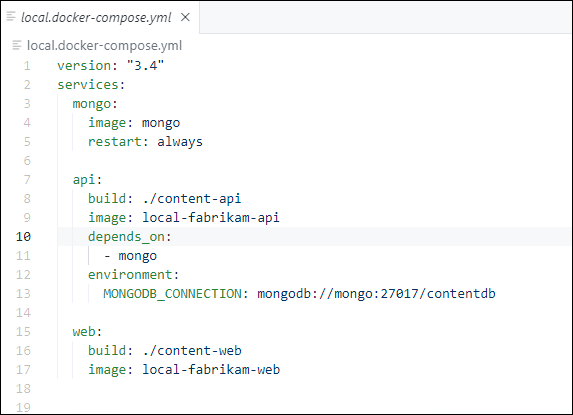 local.docker-compose.yml ×
local.docker-compose.yml
1 version: "3.4"
2 services:
3   mongo:
4     image: mongo
5     restart: always
6
7   api:
8     build: ./content-api
9     image: local-fabrikam-api
10     depends_on:
11       - mongo
12     environment:
13       MONGODB_CONNECTION: mongodb://mongo:27017/contentdb
14
15   web:
16     build: ./content-web
17     image: local-fabrikam-web
18
19